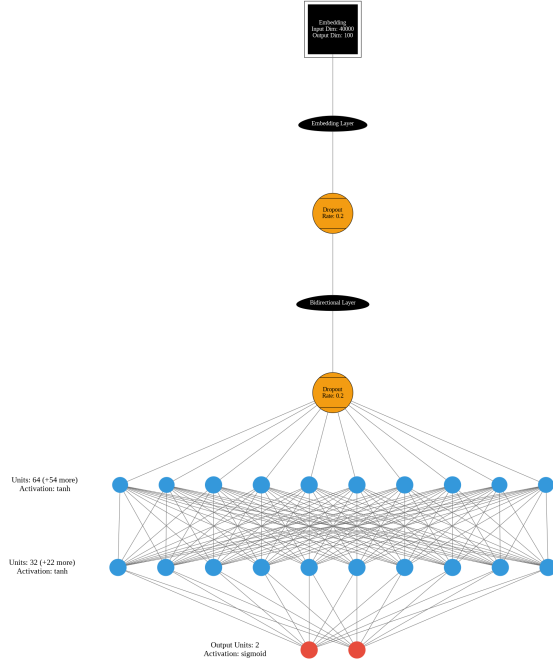 Embedding
Input Dim: 40000
Output Dim: 100
Embedding Layer
Dropout
Rate: 0.2
Bidirectional Layer
Dropout
Rate: 0.2
Units: 64 (+54 more)
Activation: tanh
Units: 32 (+22 more)
Activation: tanh
Output Units: 2
Activation: sigmoid